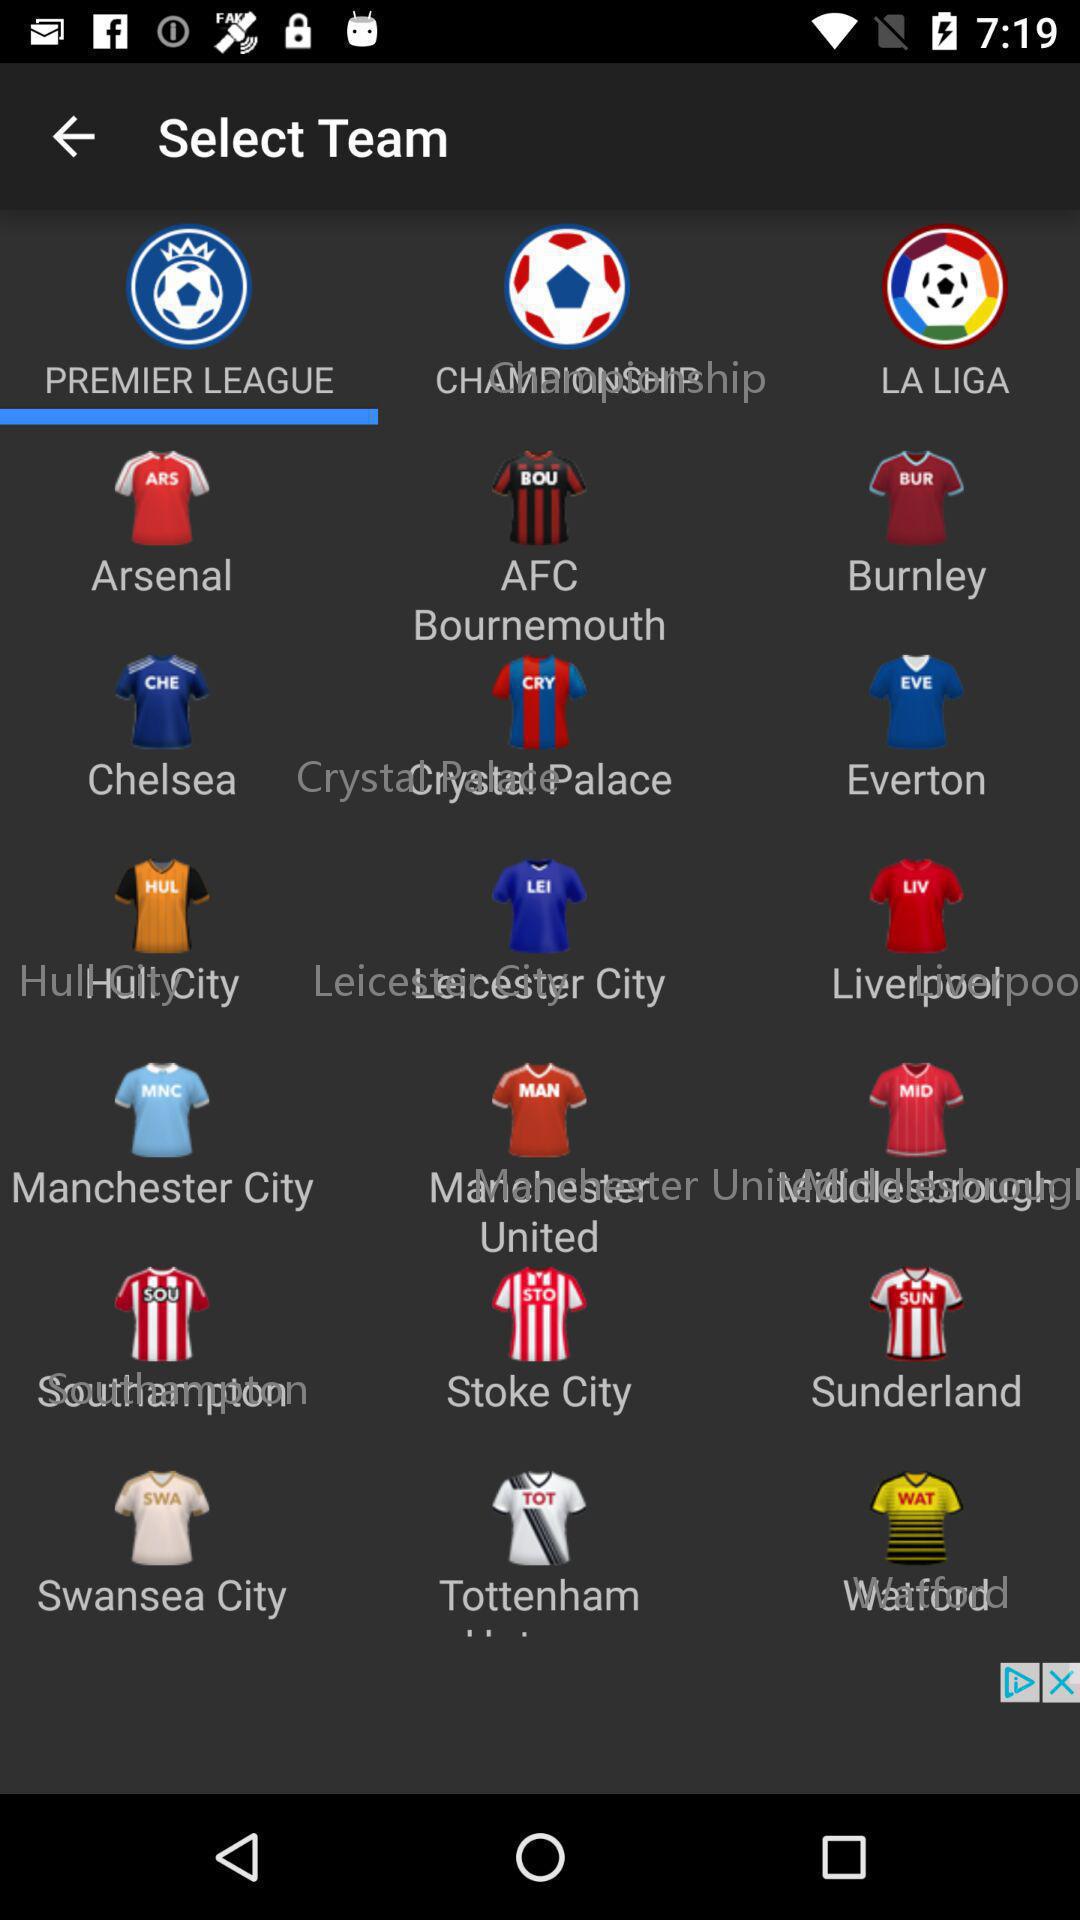 FAKE
7:19
Select Team
PREMIER LEAGUE
CHAMPIONSHIP
Championship
LA LIGA
ARS
BOU
BUR
Arsenal
AFC
Bournemouth
Burnley
CHE
CRY
EVE
Chelsea
Crystal Palace
Crystal Palace
Everton
HUL
LEI
LIV
Hull City
Hull City
Leicester City
Leicester City
Liverpool
Liverpoo
MNC
MAN
MID
Manchester City
Manchester
United
Manchester United
Middlesbrough
Middlesbrough
SOU
STO
SUN
Southampton
Southampton
Stoke City
Sunderland
SWA
TOT
WAT
Swansea City
Tottenham
Watford
Watford